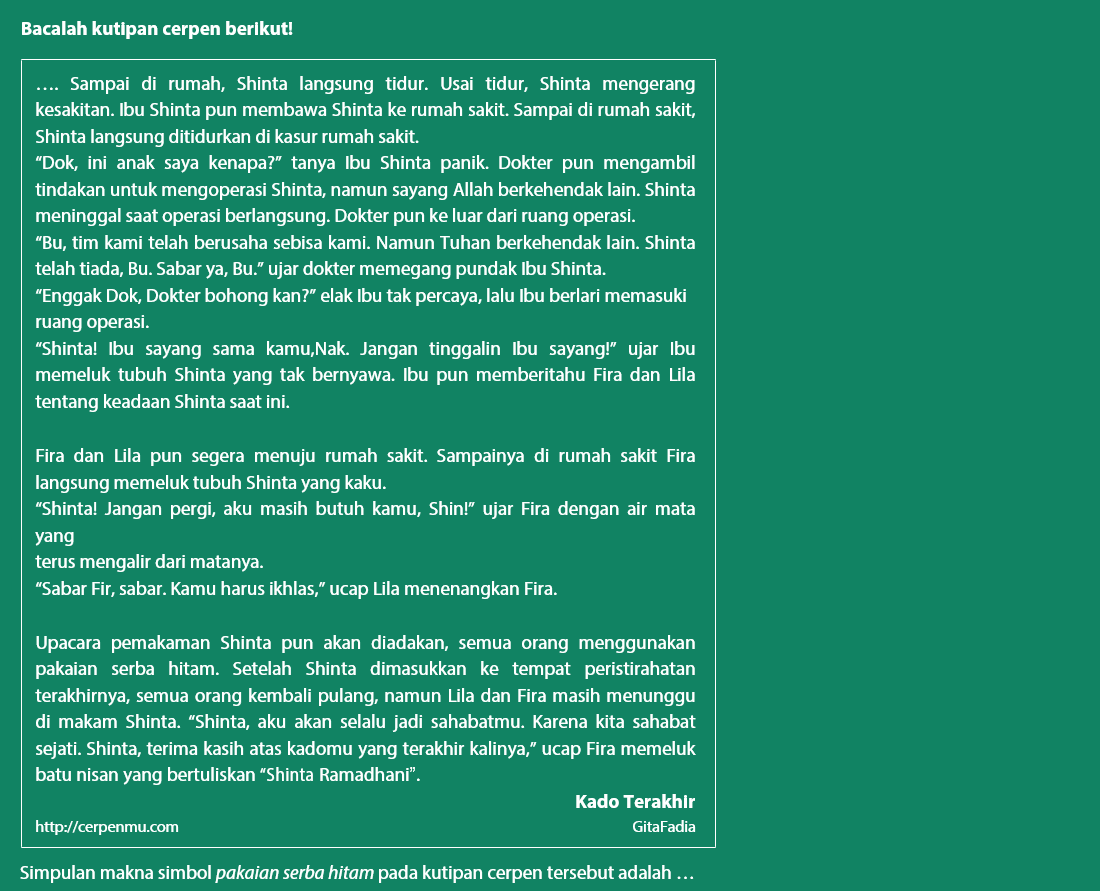 Bacalah kutipan cerpen berikut!
.... Sampai di rumah, Shinta langsung tidur. Usai tidur, Shinta mengerang
kesakitan. Ibu Shinta pun membawa Shinta ke rumah sakit. Sampai di rumah sakit,
Shinta langsung ditidurkan di kasur rumah sakit.
“Dok, ini anak saya kenapa?” tanya Ibu Shinta panik. Dokter pun mengambil
tindakan untuk mengoperasi Shinta, namun sayang Allah berkehendak lain. Shinta
meninggal saat operasi berlangsung. Dokter pun ke luar dari ruang operasi.
“Bu, tim kami telah berusaha sebisa kami. Namun Tuhan berkehendak lain. Shinta
telah tiada, Bu. Sabar ya, Bu.” ujar dokter memegang pundak Ibu Shinta.
“Enggak Dok, Dokter bohong kan?” elak Ibu tak percaya, lalu Ibu berlari memasuki
ruang operasi.
“Shinta! Ibu sayang sama kamu,Nak. Jangan tinggalin Ibu sayang!” ujar Ibu
memeluk tubuh Shinta yang tak bernyawa. Ibu pun memberitahu Fira dan Lila
tentang keadaan Shinta saat ini.
Fira dan Lila pun segera menuju rumah sakit. Sampainya di rumah sakit Fira
langsung memeluk tubuh Shinta yang kaku.
“Shinta! Jangan pergi, aku masih butuh kamu, Shin!” ujar Fira dengan air mata
yang
terus mengalir dari matanya.
“Sabar Fir, sabar. Kamu harus ikhlas,” ucap Lila menenangkan Fira.
Upacara pemakaman Shinta pun akan diadakan, semua orang menggunakan
pakaian serba hitam. Setelah Shinta dimasukkan ke tempat peristirahatan
terakhirnya, semua orang kembali pulang, namun Lila dan Fira masih menunggu
di makam Shinta. “Shinta, aku akan selalu jadi sahabatmu. Karena kita sahabat
sejati. Shinta, terima kasih atas kadomu yang terakhir kalinya,” ucap Fira memeluk
batu nisan yang bertuliskan “Shinta Ramadhani”.
Kado Terakhir
http://cerpenmu.com GitaFadia
Simpulan makna simbol pakaian serba hitam pada kutipan cerpen tersebut adalah …